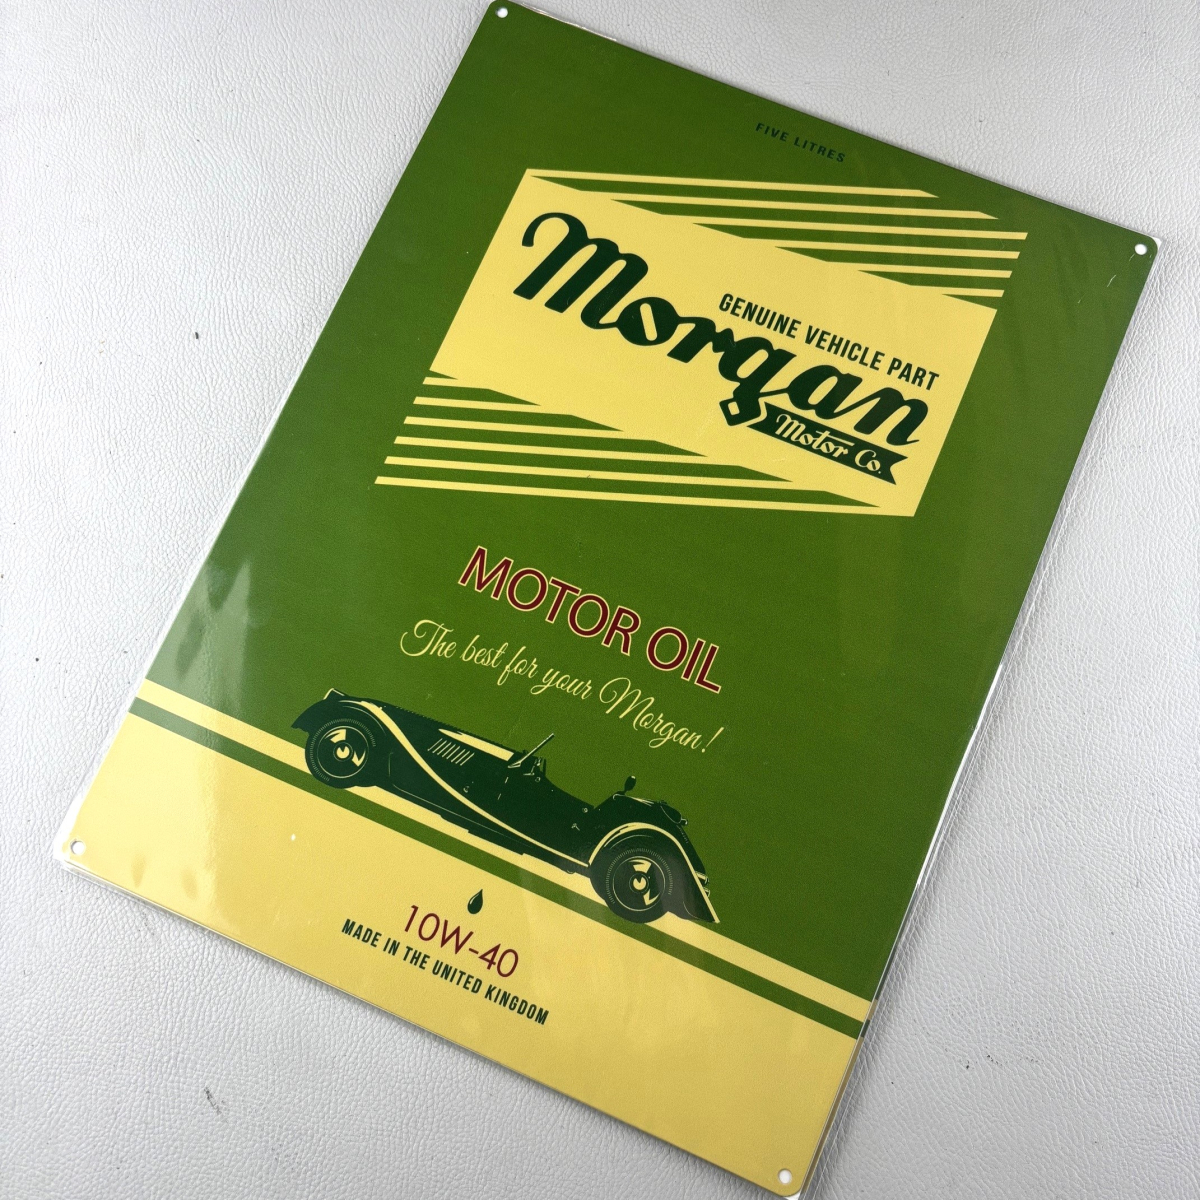 FIVE LITRES
GENUINE VEHICLE PART
Morgan
Motor Co.
MOTOR OIL
The best for your Morgan!
10W-40
MADE IN THE UNITED KINGDOM